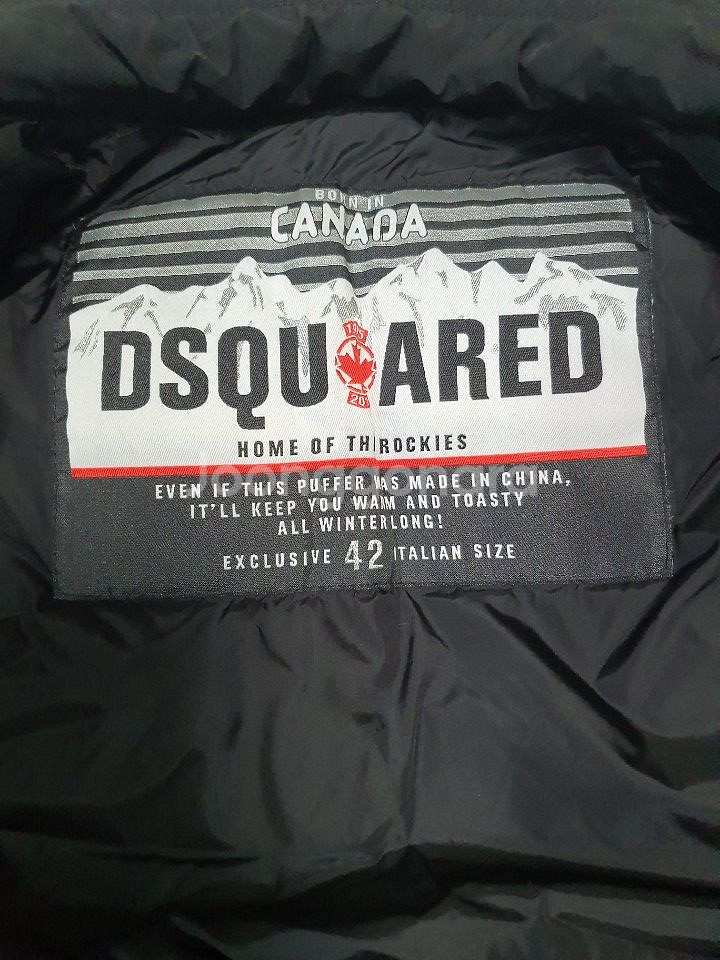 BORN IN
CANADA
DSQUARED
HOME OF TH ROCKIES
EVEN IF THIS PUFFER WAS MADE IN CHINA,
IT'LL KEEP YOU WARM AND TOASTY
ALL WINTERLONG!
EXCLUSIVE 42 ITALIAN SIZE